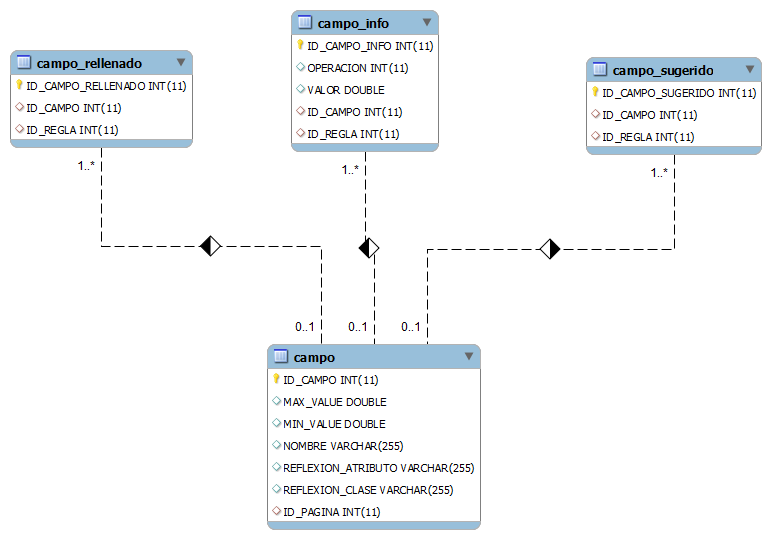 campo_rellenado
ID_CAMPO_RELLENADO INT(11)
ID_CAMPO INT(11)
ID_REGLA INT(11)
campo_info
ID_CAMPO_INFO INT(11)
OPERACION INT(11)
VALOR DOUBLE
ID_CAMPO INT(11)
ID_REGLA INT(11)
campo_sugerido
ID_CAMPO_SUGERIDO INT(11)
ID_CAMPO INT(11)
ID_REGLA INT(11)
1..*
1..*
1..*
0..1
0..1
0..1
campo
ID_CAMPO INT(11)
MAX_VALUE DOUBLE
MIN_VALUE DOUBLE
NOMBRE VARCHAR(255)
REFLEXION_ATRIBUTO VARCHAR(255)
REFLEXION_CLASE VARCHAR(255)
ID_PAGINA INT(11)